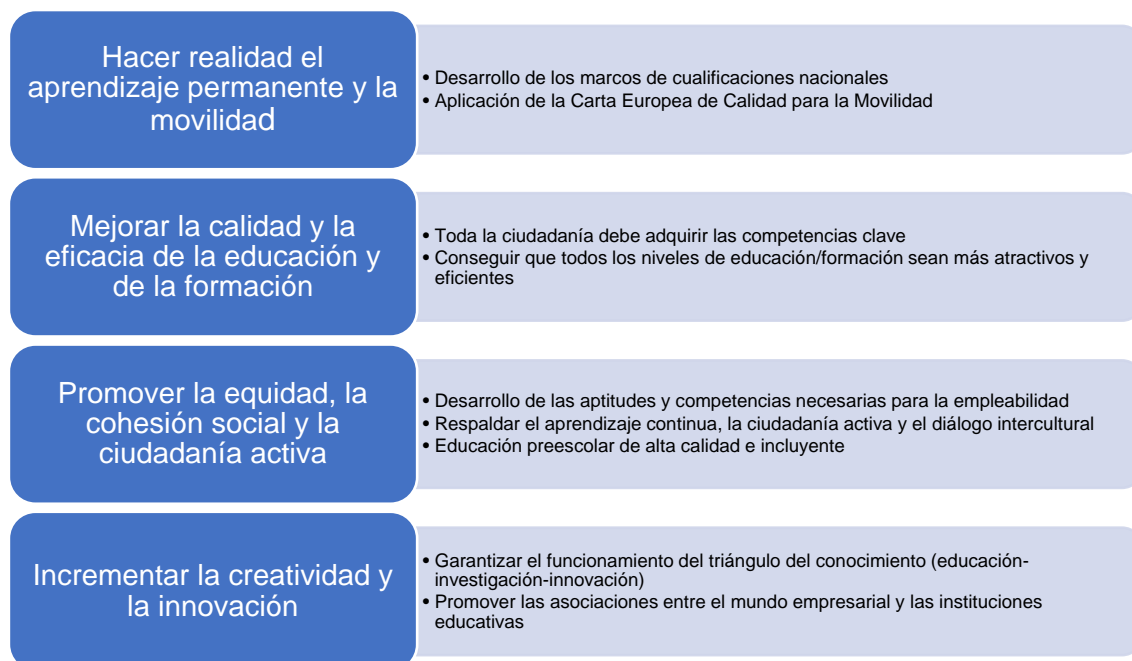 Hacer realidad el
aprendizaje permanente y la
movilidad
• Desarrollo de los marcos de cualificaciones nacionales
• Aplicación de la Carta Europea de Calidad para la Movilidad
Mejorar la calidad y la
eficacia de la educación y
de la formación
• Toda la ciudadanía debe adquirir las competencias clave
• Conseguir que todos los niveles de educación/formación sean más atractivos y
eficientes
Promover la equidad, la
cohesión social y la
ciudadanía activa
• Desarrollo de las aptitudes y competencias necesarias para la empleabilidad
• Respaldar el aprendizaje continua, la ciudadanía activa y el diálogo intercultural
• Educación preescolar de alta calidad e incluyente
Incrementar la creatividad y
la innovación
• Garantizar el funcionamiento del triángulo del conocimiento (educación-
investigación-innovación)
• Promover las asociaciones entre el mundo empresarial y las instituciones
educativas